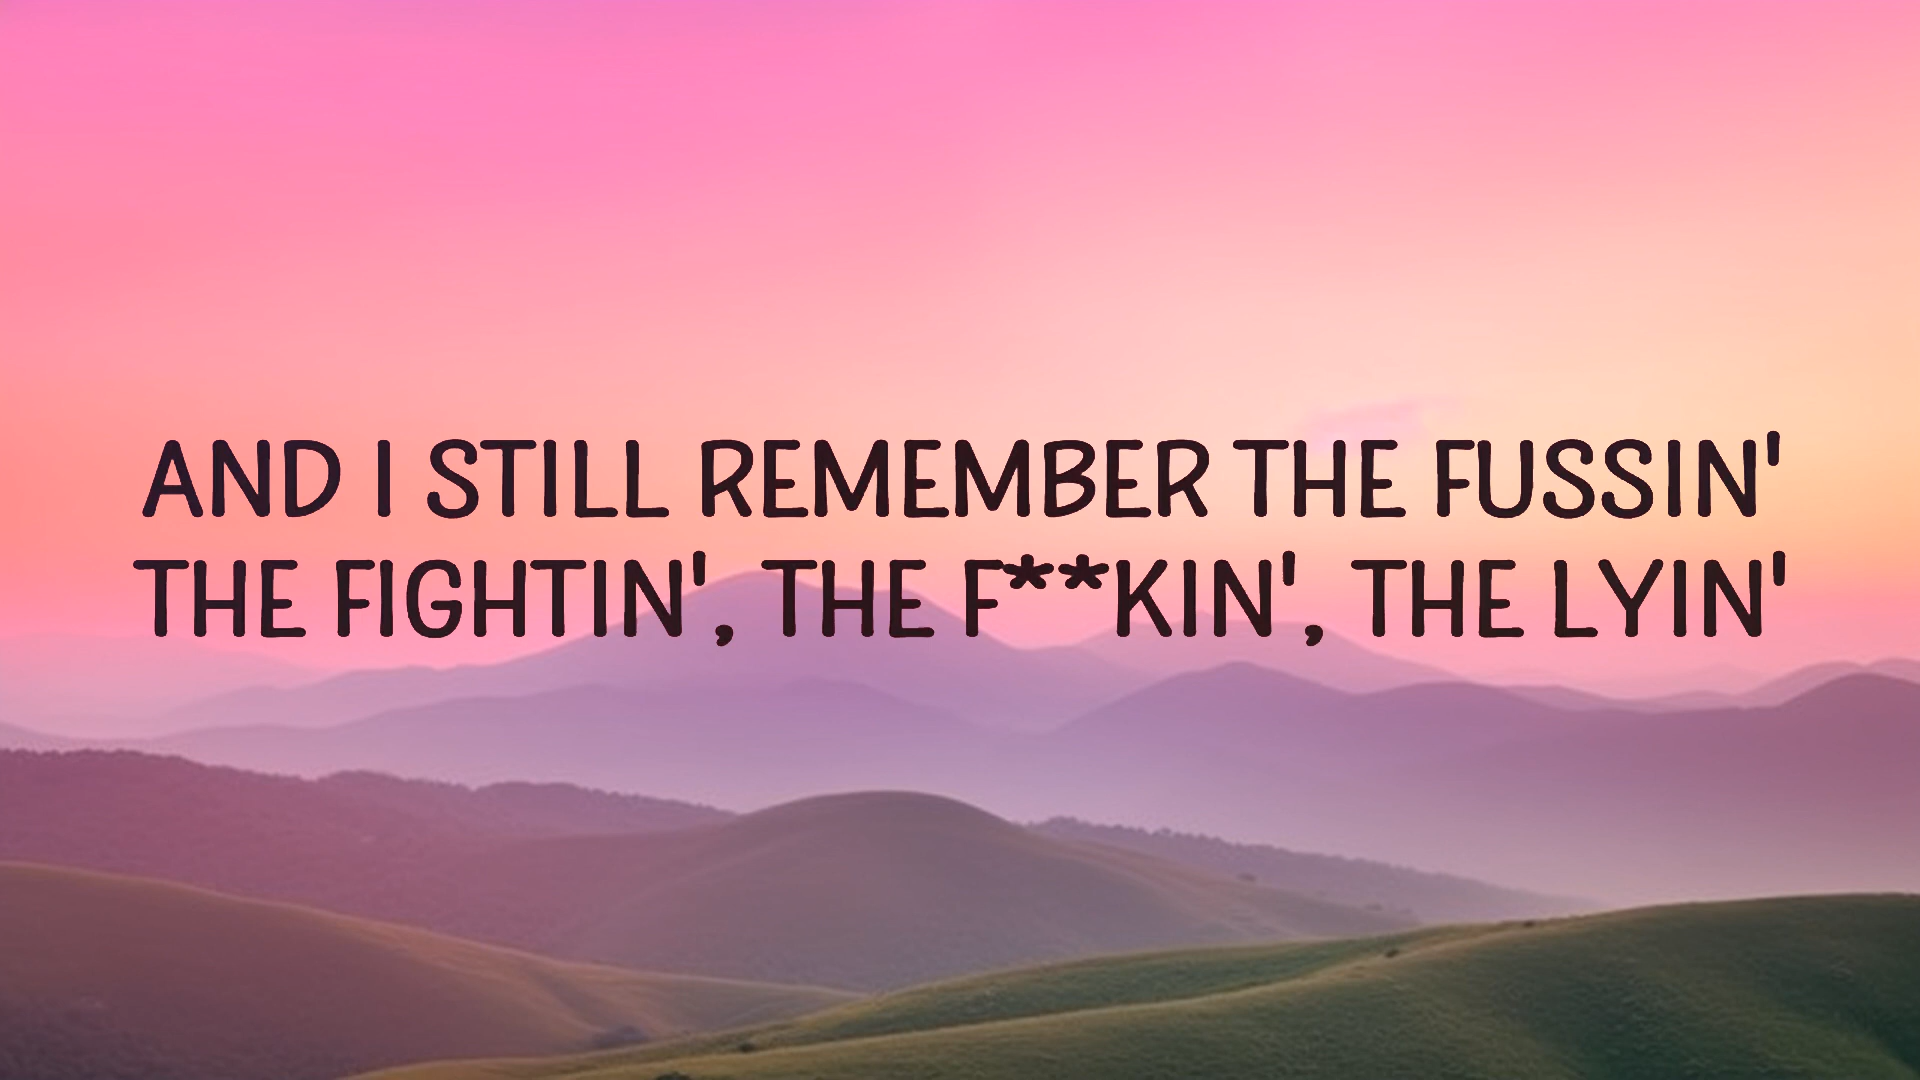 AND I STILL REMEMBER THE FUSSIN'
THE FIGHTIN', THE F**KIN', THE LYIN'